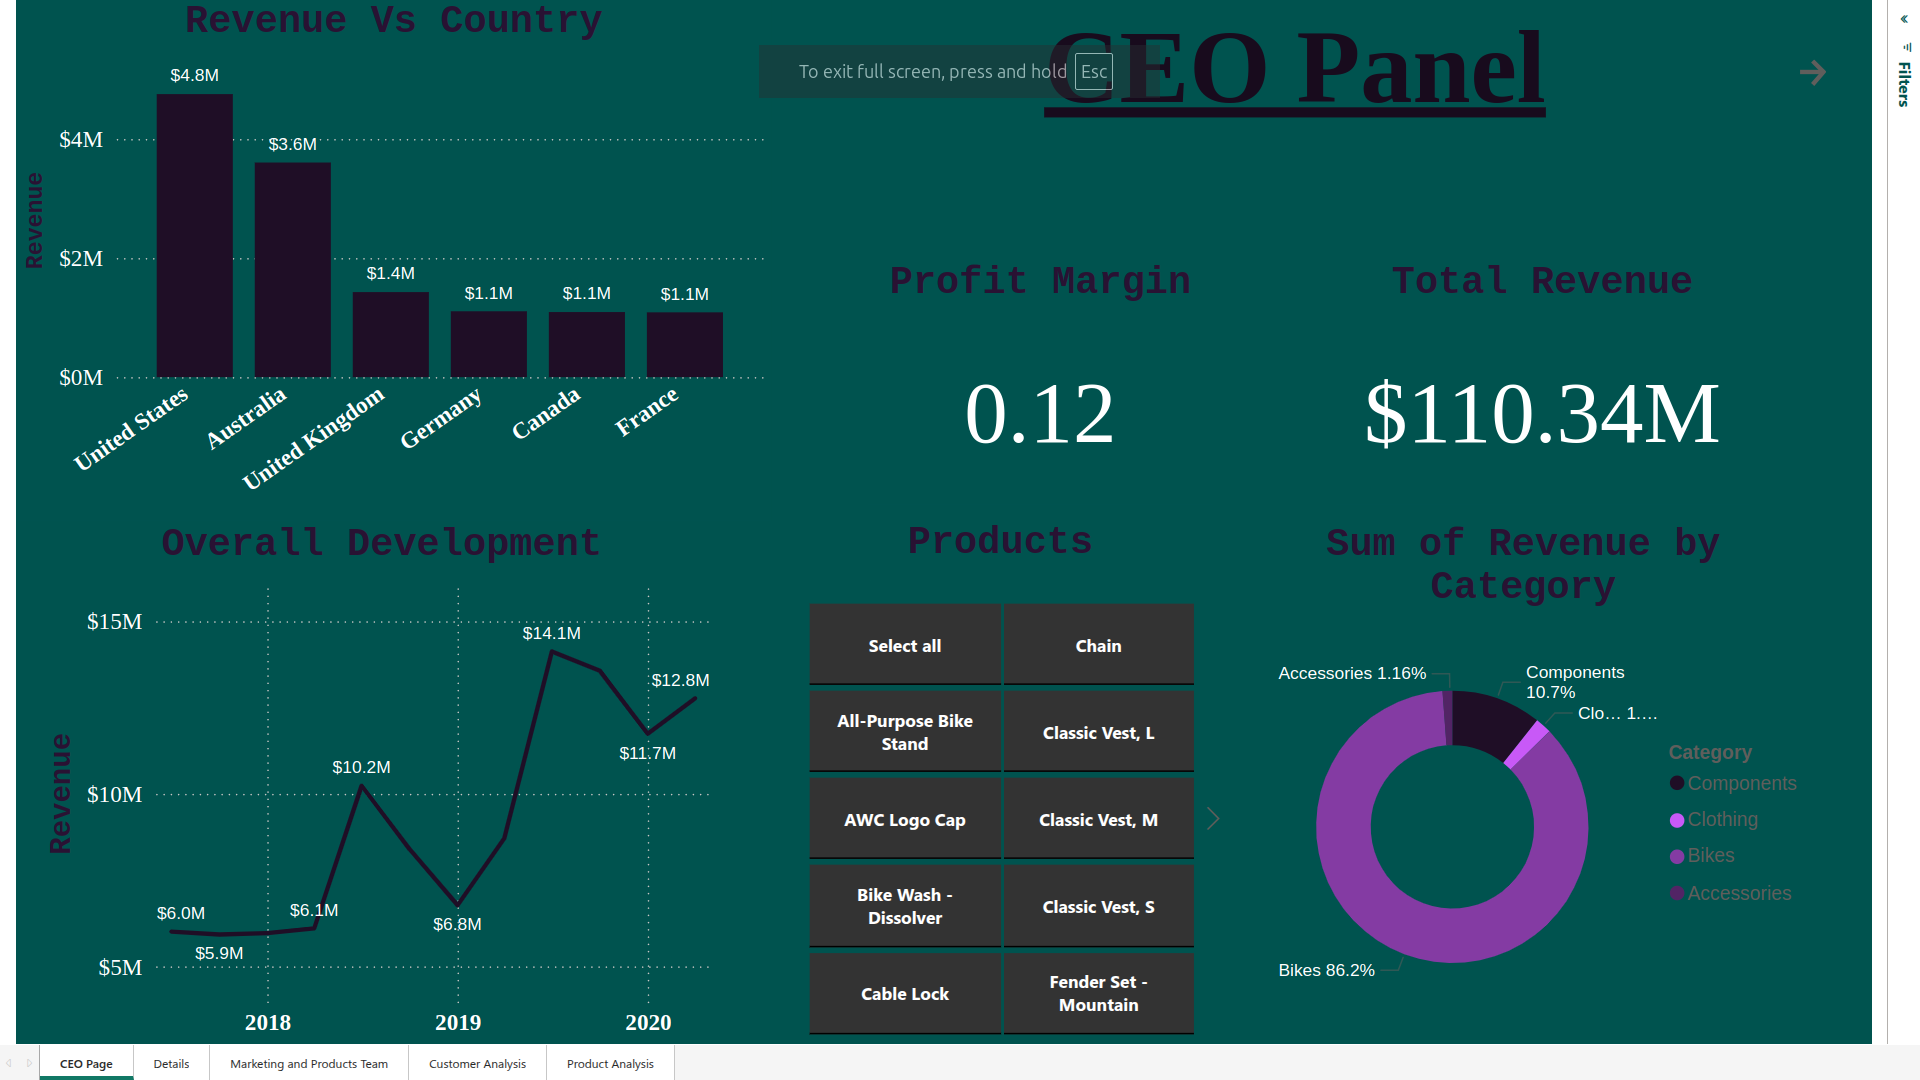 Revenue Vs Country
$4.8M
$4M
$3.6M
Revenue
$2M
$1.4M
$1.1M
$1.1M
$1.1M
$0M
United States
Australia
United Kingdom
Germany
Canada
France
CEO Panel
To exit full screen, press and hold Esc
Filters
Profit Margin
0.12
Total Revenue
$110.34M
Overall Development
$15M
$14.1M
$12.8M
$11.7M
Revenue
$10.2M
$10M
$6.0M
$6.1M
$6.8M
$5.9M
$5M
2018
2019
2020
Products
Select all
Chain
All-Purpose Bike
Stand
Classic Vest, L
AWC Logo Cap
Classic Vest, M
Bike Wash -
Dissolver
Classic Vest, S
Cable Lock
Fender Set -
Mountain
Sum of Revenue by
Category
Accessories 1.16%
Components
10.7%
Clo… 1.…
Bikes 86.2%
Category
Components
Clothing
Bikes
Accessories
CEO Page
Details
Marketing and Products Team
Customer Analysis
Product Analysis